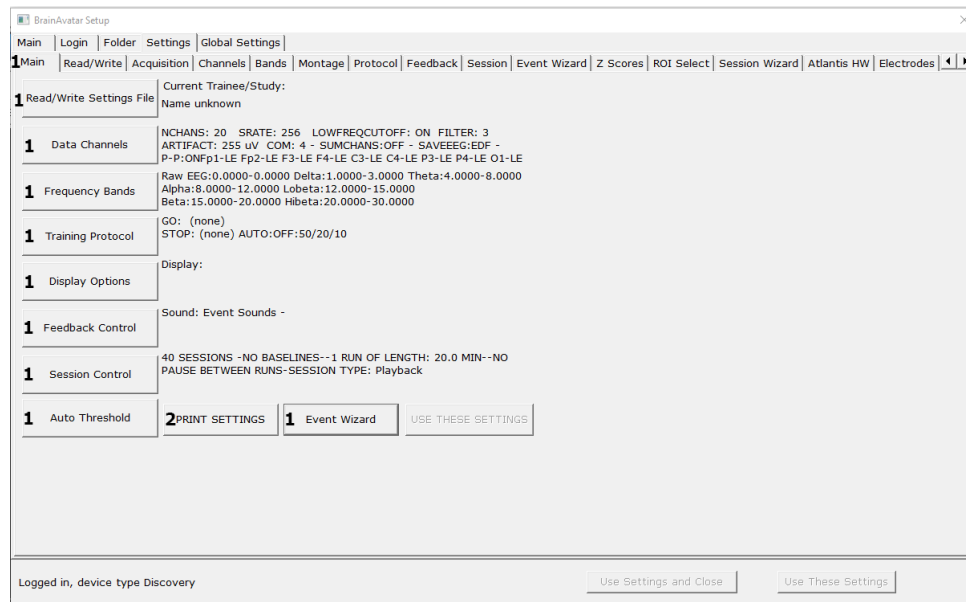 BrainAvatar Setup
Main Login Folder Settings Global Settings
1 Main Read/Write Acquisition Channels Bands Montage Protocol Feedback Session Event Wizard Z Scores ROI Select Session Wizard Atlantis HW Electrodes
Current Trainee/Study:
1 Read/Write Settings File Name unknown
NCHANS: 20 SRATE: 256 LOWFREQCUTOFF: ON FILTER: 3
1 Data Channels ARTIFACT: 255 uV COM: 4 - SUMCHANS:OFF - SAVEEEG:EDF -
P-P:ONFp1-LE Fp2-LE F3-LE F4-LE C3-LE C4-LE P3-LE P4-LE O1-LE
Raw EEG:0.0000-0.0000 Delta:1.0000-3.0000 Theta:4.0000-8.0000
1 Frequency Bands Alpha:8.0000-12.0000 Lobeta:12.0000-15.0000
Beta:15.0000-20.0000 Hibeta:20.0000-30.0000
GO: (none)
1 Training Protocol STOP: (none) AUTO:OFF:50/20/10
Display:
1 Display Options
Sound: Event Sounds -
1 Feedback Control
40 SESSIONS -NO BASELINES--1 RUN OF LENGTH: 20.0 MIN--NO
1 Session Control PAUSE BETWEEN RUNS-SESSION TYPE: Playback
1 Auto Threshold 2 PRINT SETTINGS 1 Event Wizard USE THESE SETTINGS
Logged in, device type Discovery Use Settings and Close Use These Settings